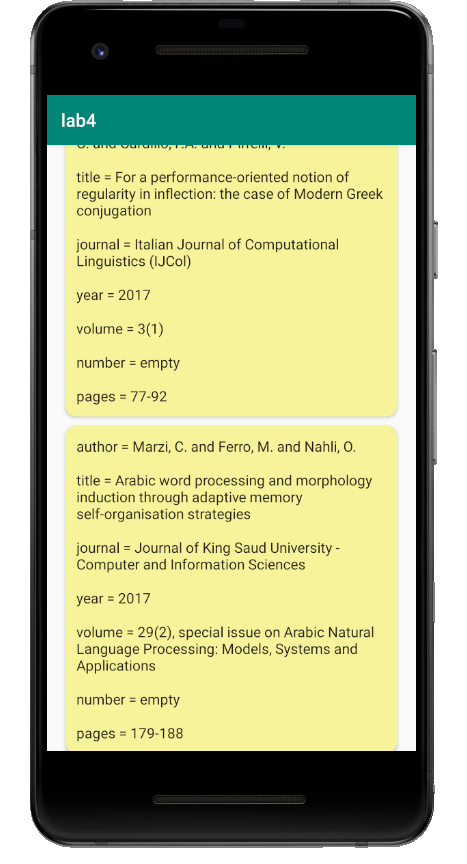 lab4
title = For a performance-oriented notion of
regularity in inflection: the case of Modern Greek
conjugation
journal = Italian Journal of Computational
Linguistics (IJCol)
year = 2017
volume = 3(1)
number = empty
pages = 77-92
author = Marzi, C. and Ferro, M. and Nahli, O.
title = Arabic word processing and morphology
induction through adaptive memory
self-organisation strategies
journal = Journal of King Saud University -
Computer and Information Sciences
year = 2017
volume = 29(2), special issue on Arabic Natural
Language Processing: Models, Systems and
Applications
number = empty
pages = 179-188